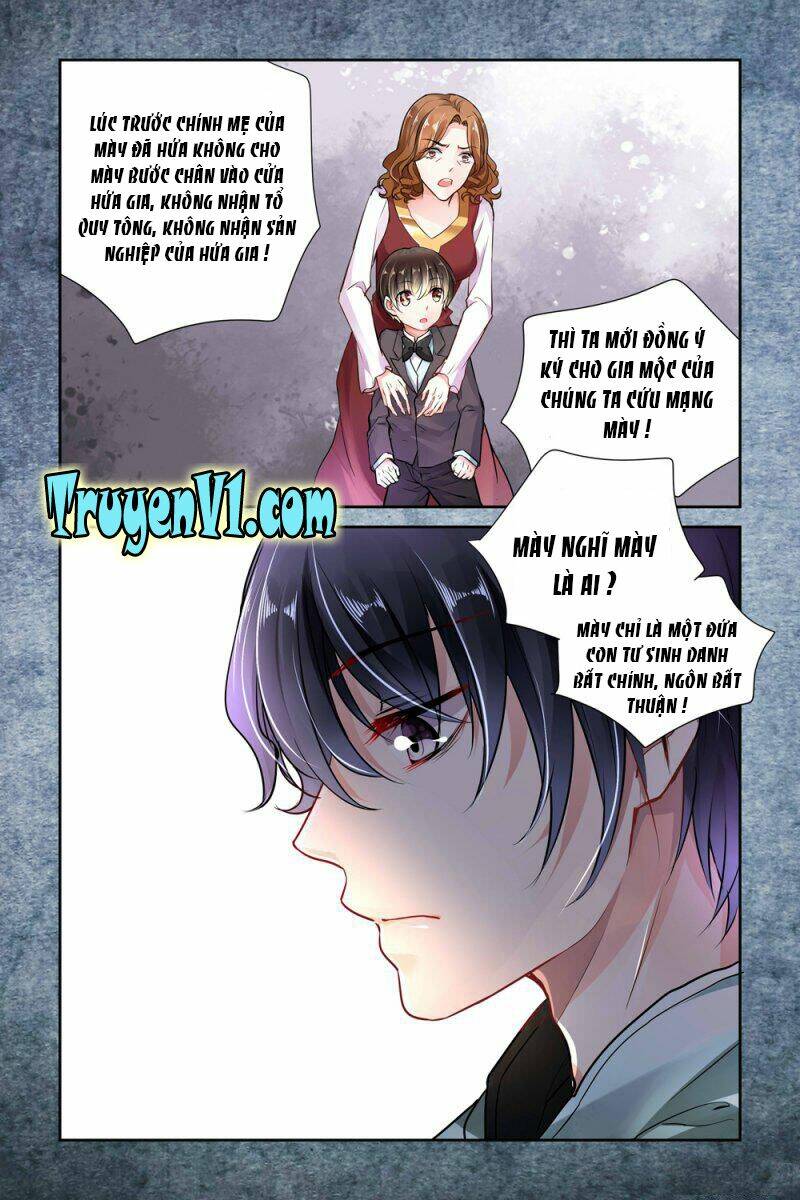 LÚC TRƯỚC CHÍNH MẸ CỦA
MÀY ĐÃ HỨA KHÔNG CHO
MÀY BƯỚC CHÂN VÀO CỬA
HỨA GIA, KHÔNG NHẬN TỔ
QUY TÔNG, KHÔNG NHẬN SẢN
NGHIỆP CỦA HỨA GIA !
THÌ TA MỚI ĐỒNG Ý
KÝ CHO GIA MỘC CỦA
CHÚNG TA CỨU MẠNG
MÀY !
TruyenV1.com
MÀY NGHĨ MÀY
LÀ AI ?
MÀY CHỈ LÀ MỘT ĐỨA
CON TƯ SINH DANH
BẤT CHÍNH, NGÔN BẤT
THUẬN !